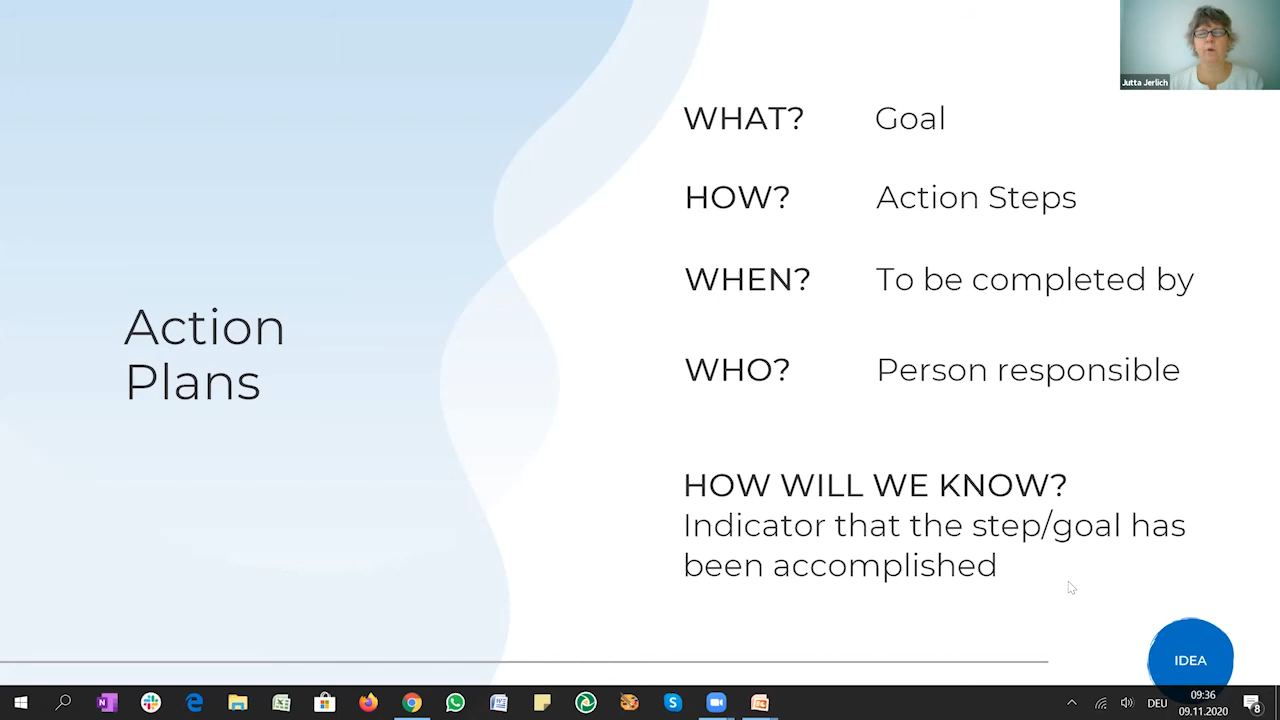 Jutta Jerlich
WHAT? Goal
HOW? Action Steps
WHEN? To be completed by
WHO? Person responsible
Action
Plans
HOW WILL WE KNOW?
Indicator that the step/goal has
been accomplished
IDEA
09:36
DEU
09.11.2020
8